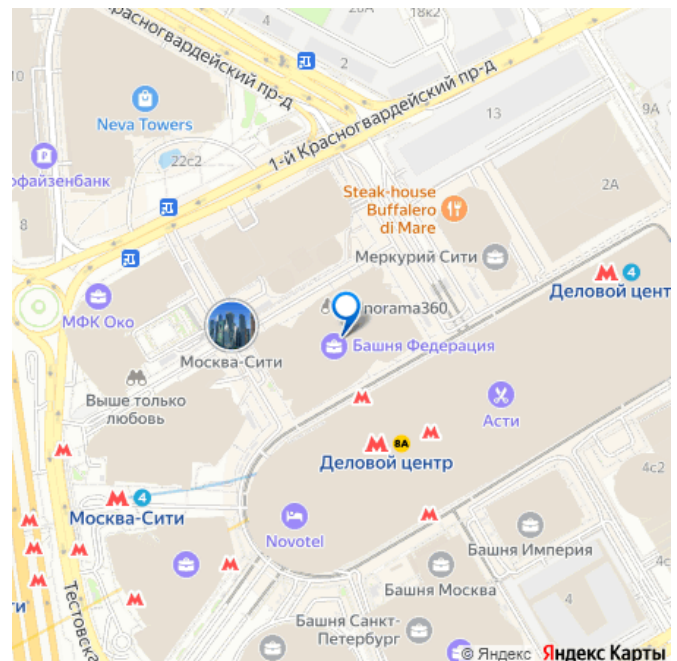 Красногвардейский пр-д
28А
18к2
2
10
Neva Towers
1-й Красногвардейский пр-д
13
9А
22с2
офайзенбанк
2А
Steak-house
Buffalero
di Mare
8
Меркурий Сити
4
Деловой цент
МФК Око
norama360
Башня Федерация
Москва-Сити
Выше только
любовь
Асти
8А
Деловой центр
4с2
4
Москва-Сити
Novotel
Башня Империя
Башня Москва
4
Тестовска
ти
Башня Санкт-
Петербург
© Яндекс Яндекс Карты